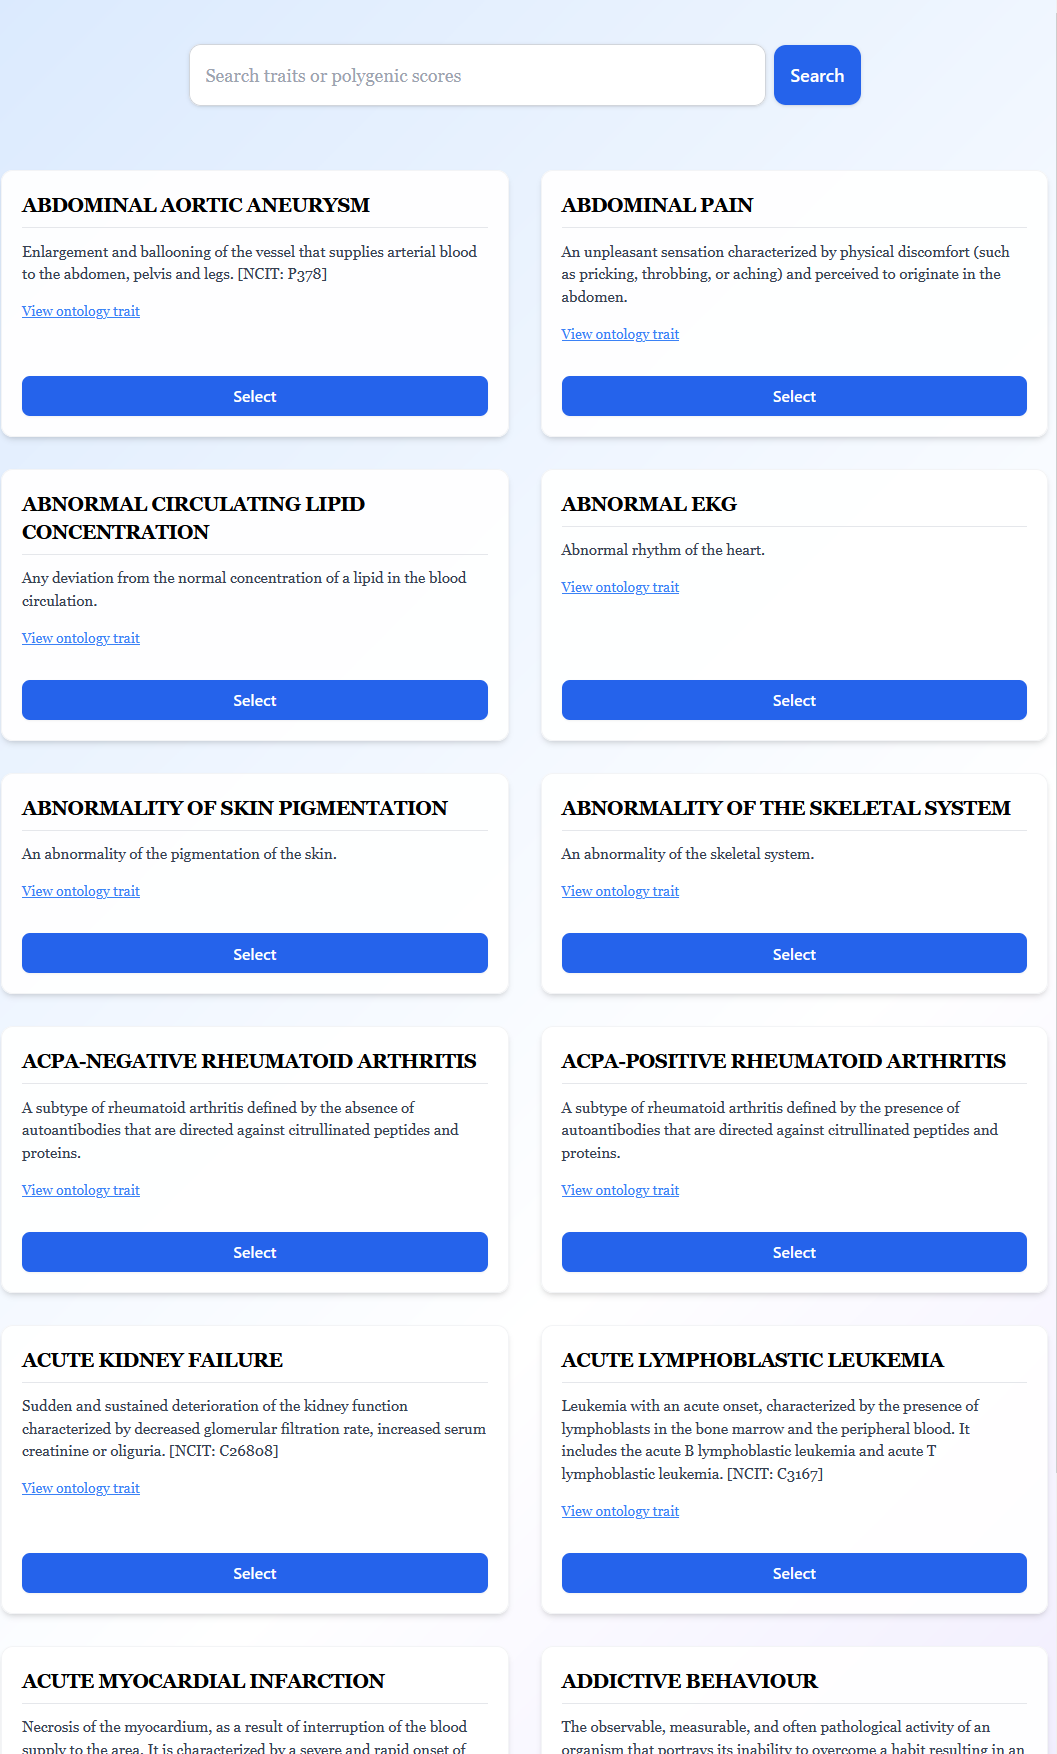 Search traits or polygenic scores
Search
ABDOMINAL AORTIC ANEURYSM
Enlargement and ballooning of the vessel that supplies arterial blood
to the abdomen, pelvis and legs. [NCIT: P378]
View ontology trait
Select
ABDOMINAL PAIN
An unpleasant sensation characterized by physical discomfort (such
as pricking, throbbing, or aching) and perceived to originate in the
abdomen.
View ontology trait
Select
ABNORMAL CIRCULATING LIPID
CONCENTRATION
Any deviation from the normal concentration of a lipid in the blood
circulation.
View ontology trait
Select
ABNORMAL EKG
Abnormal rhythm of the heart.
View ontology trait
Select
ABNORMALITY OF SKIN PIGMENTATION
An abnormality of the pigmentation of the skin.
View ontology trait
Select
ABNORMALITY OF THE SKELETAL SYSTEM
An abnormality of the skeletal system.
View ontology trait
Select
ACPA-NEGATIVE RHEUMATOID ARTHRITIS
A subtype of rheumatoid arthritis defined by the absence of
autoantibodies that are directed against citrullinated peptides and
proteins.
View ontology trait
Select
ACPA-POSITIVE RHEUMATOID ARTHRITIS
A subtype of rheumatoid arthritis defined by the presence of
autoantibodies that are directed against citrullinated peptides and
proteins.
View ontology trait
Select
ACUTE KIDNEY FAILURE
Sudden and sustained deterioration of the kidney function
characterized by decreased glomerular filtration rate, increased serum
creatinine or oliguria. [NCIT: C26808]
View ontology trait
Select
ACUTE LYMPHOBLASTIC LEUKEMIA
Leukemia with an acute onset, characterized by the presence of
lymphoblasts in the bone marrow and the peripheral blood. It
includes the acute B lymphoblastic leukemia and acute T
lymphoblastic leukemia. [NCIT: C3167]
View ontology trait
Select
ACUTE MYOCARDIAL INFARCTION
Necrosis of the myocardium, as a result of interruption of the blood
supply to the area. It is characterized by a severe and rapid onset of
ADDICTIVE BEHAVIOUR
The observable, measurable, and often pathological activity of an
organism that portrays its inability to overcome a habit resulting in an